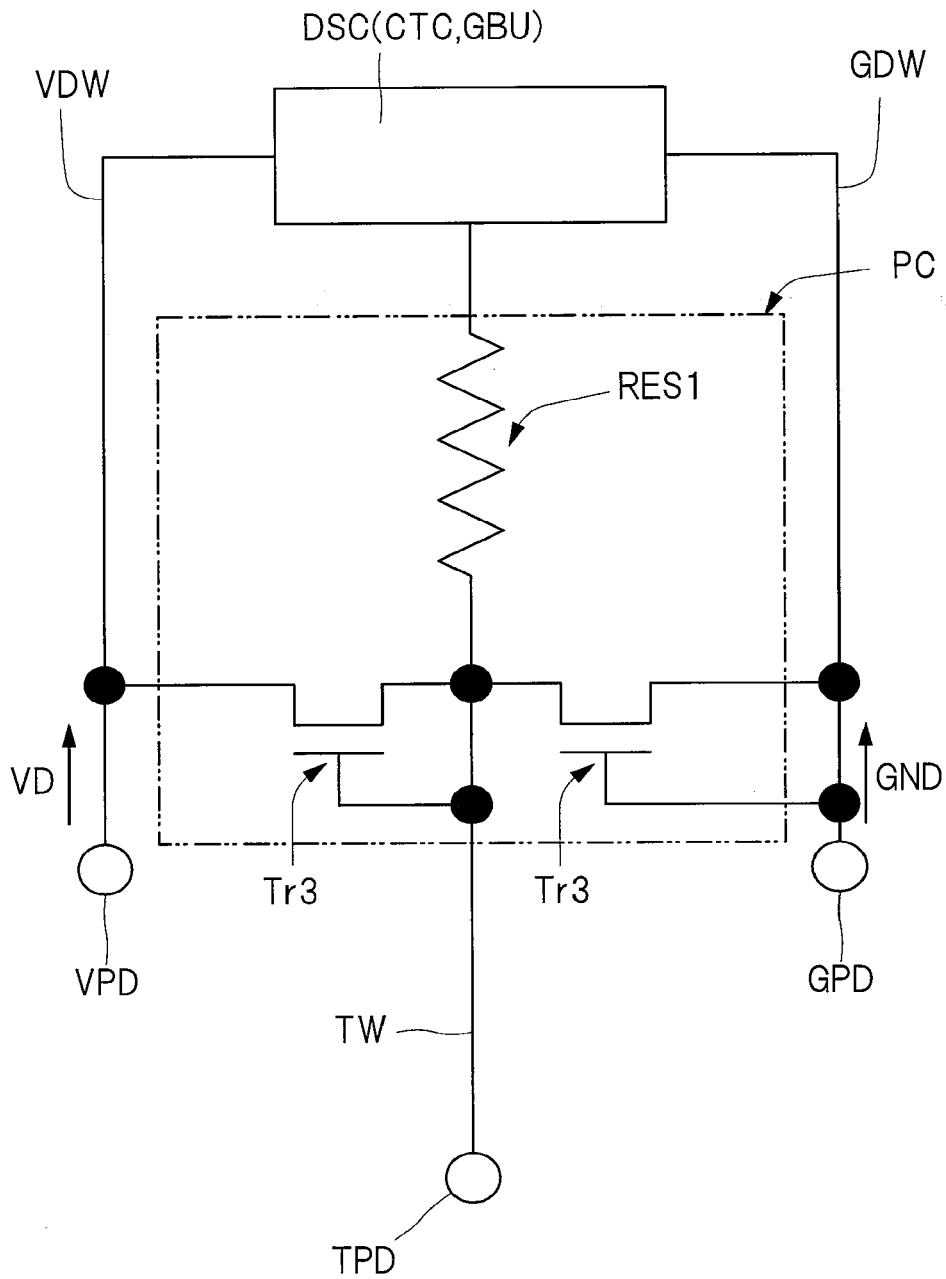 DSC(CTC,GBU)
VDW
GDW
PC
RES1
VD
GND
Tr3
Tr3
VPD
GPD
TW
TPD